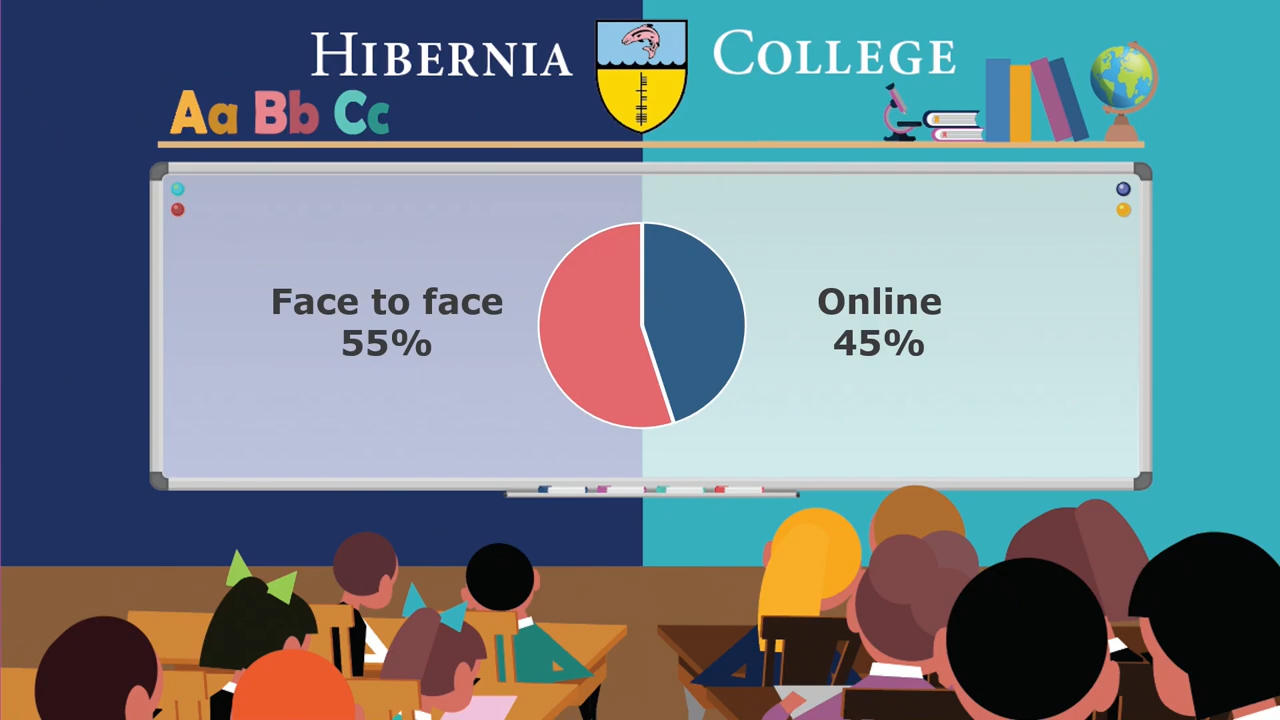 HIBERNIA COLLEGE
Aa Bb Cc
Face to face
55%
Online
45%